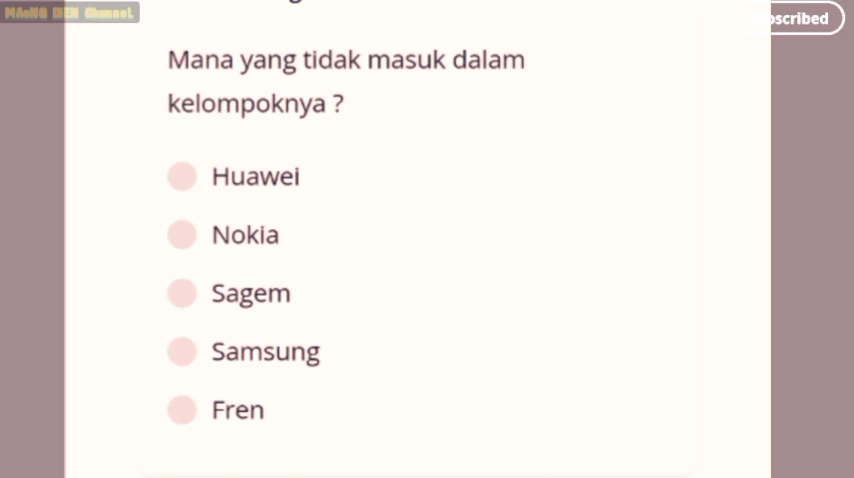 Mana yang tidak masuk dalam
kelompoknya ?
Huawei
Nokia
Sagem
Samsung
Fren